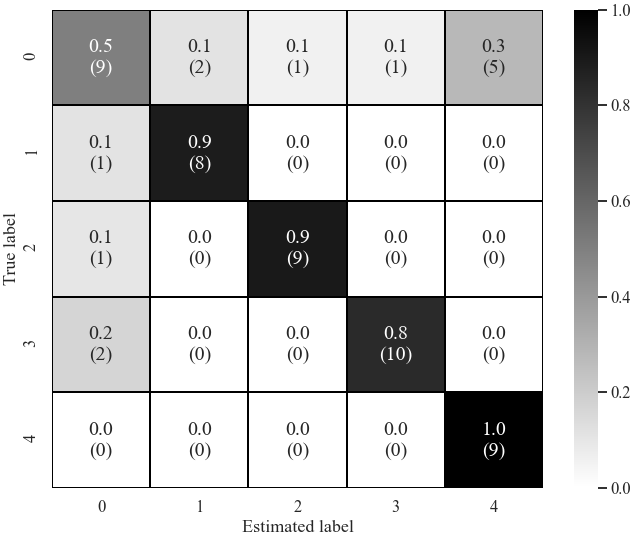 0 0.5 0.1 0.1 0.1 0.3
(9) (2) (1) (1) (5)
1 0.1 0.9 0.0 0.0 0.0
(1) (8) (0) (0) (0)
2 0.1 0.0 0.9 0.0 0.0
(1) (0) (9) (0) (0)
3 0.2 0.0 0.0 0.8 0.0
(2) (0) (0) (10) (0)
4 0.0 0.0 0.0 0.0 1.0
(0) (0) (0) (0) (9)
0 1 2 3 4
Estimated label
True label
1.0
0.8
0.6
0.4
0.2
0.0